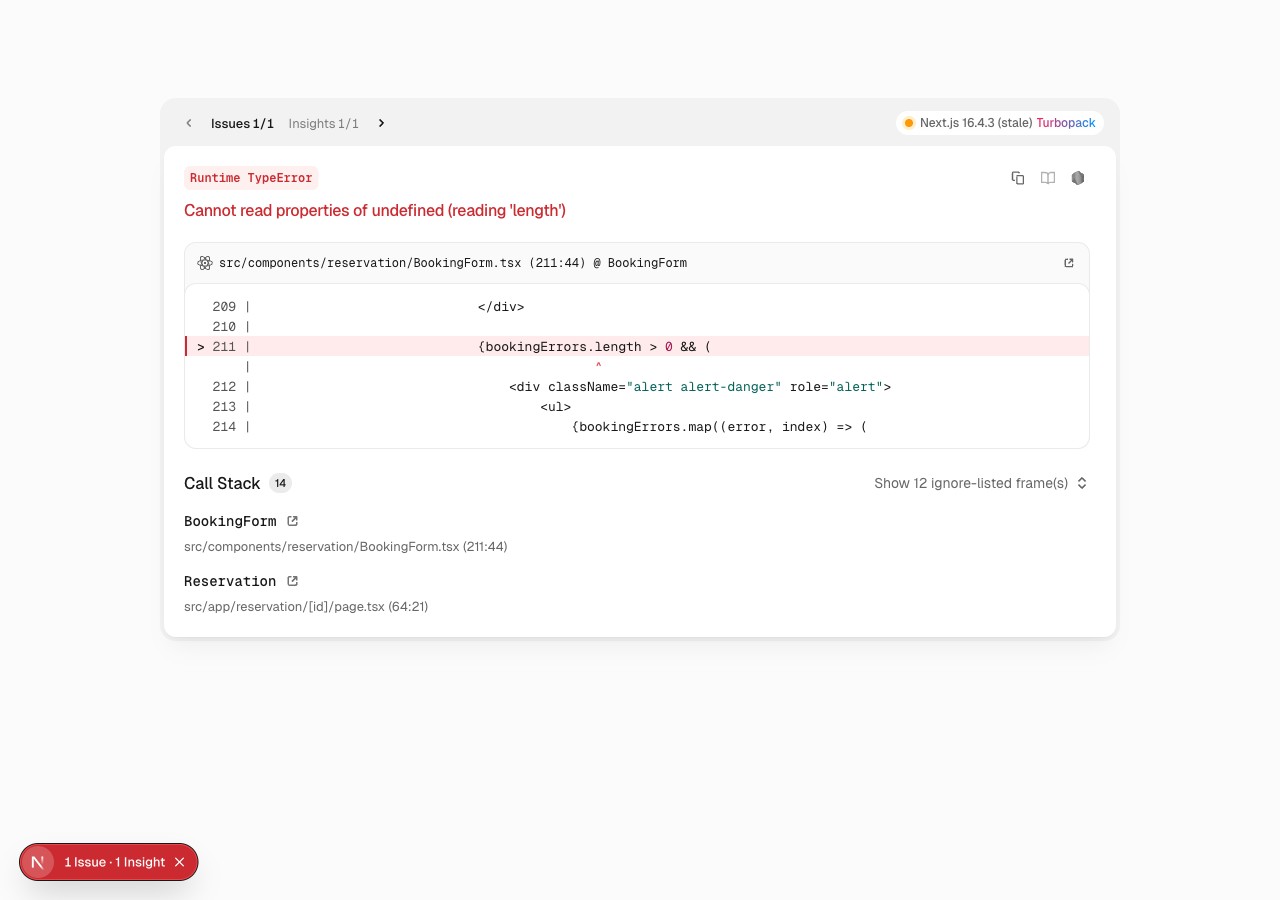 Issues 1/1 Insights 1/1
Next.js 16.4.3 (stale) Turbopack
Runtime TypeError
Cannot read properties of undefined (reading 'length')
src/components/reservation/BookingForm.tsx (211:44) @ BookingForm
209 | </div>
210 |
> 211 | {bookingErrors.length > 0 && (
| ^
212 | <div className="alert alert-danger" role="alert">
213 | <ul>
214 | {bookingErrors.map((error, index) => (
Call Stack 14
Show 12 ignore-listed frame(s)
BookingForm
src/components/reservation/BookingForm.tsx (211:44)
Reservation
src/app/reservation/[id]/page.tsx (64:21)
N 1 Issue · 1 Insight